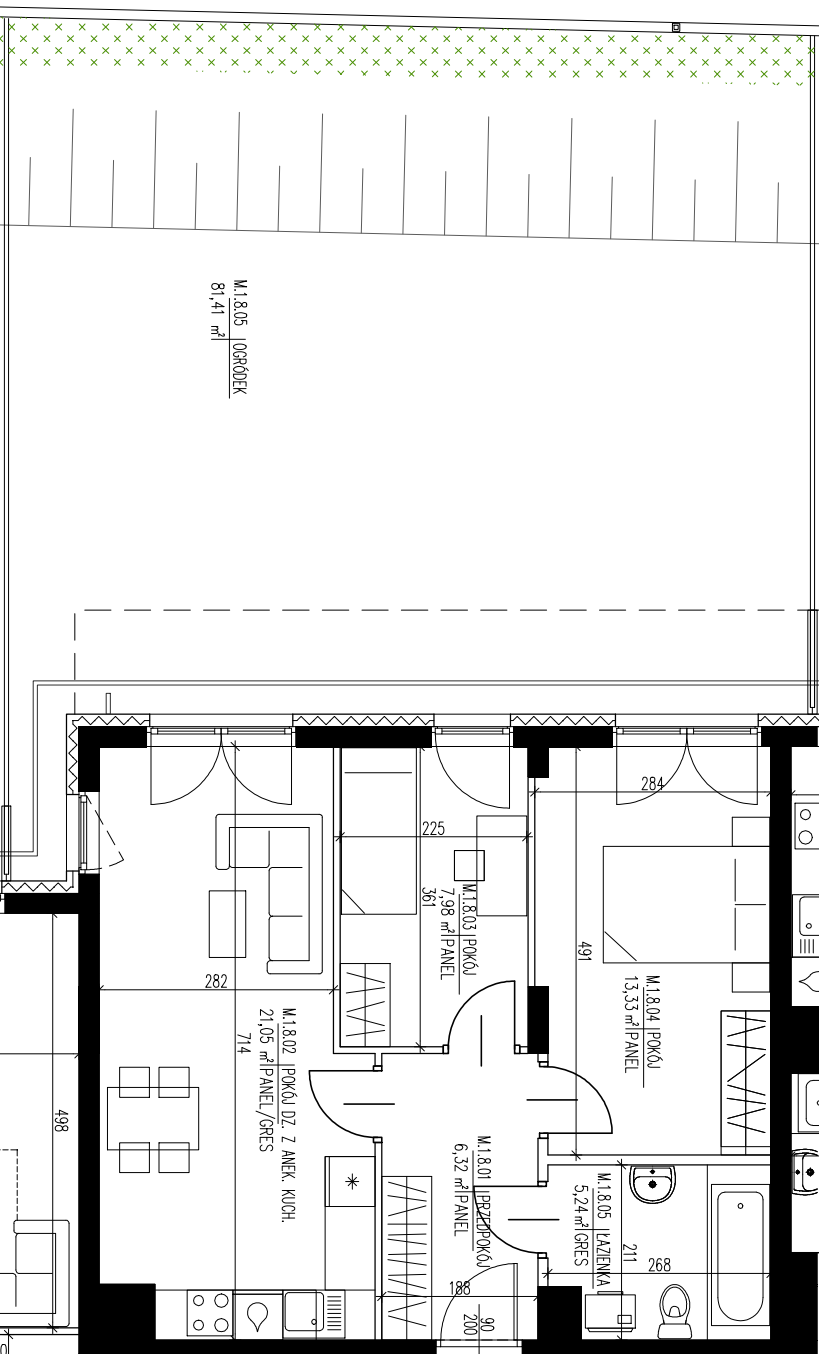 M.1.8.05 OGRÓDEK
81,41 m²
284
225
M.1.8.03 POKÓJ
7,98 m² PANEL
361
491
M.1.8.04 POKÓJ
13,33 m² PANEL
282
M.1.8.02 POKÓJ DZ. Z ANEK. KUCH.
21,05 m² PANEL/GRES
714
498
M.1.8.01 PRZEDPOKÓJ
6,32 m² PANEL
M.1.8.05 ŁAZIENKA
5,24 m² GRES
211
268
188
90
200